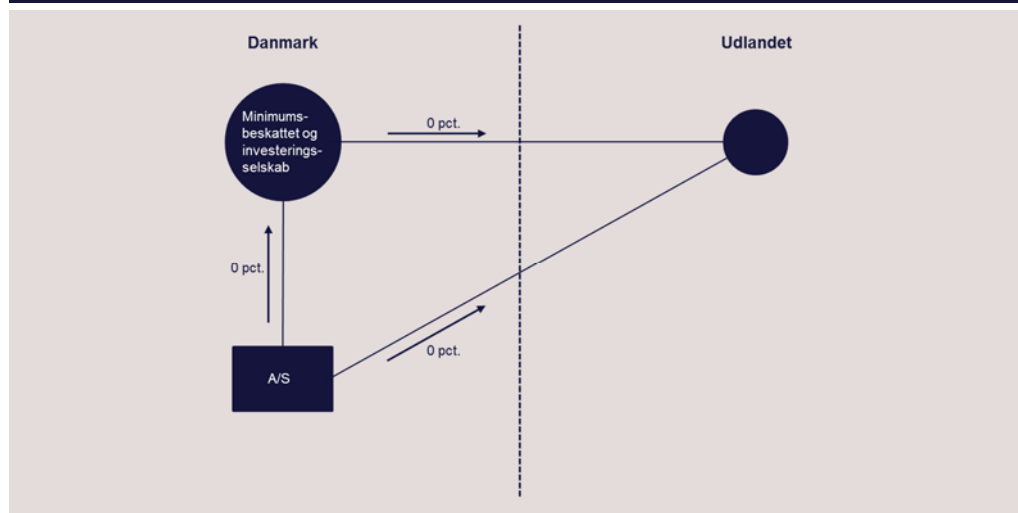 Danmark
Udlandet
Minimums-
beskattet og
investerings-
selskab
0 pct.
0 pct.
0 pct.
A/S